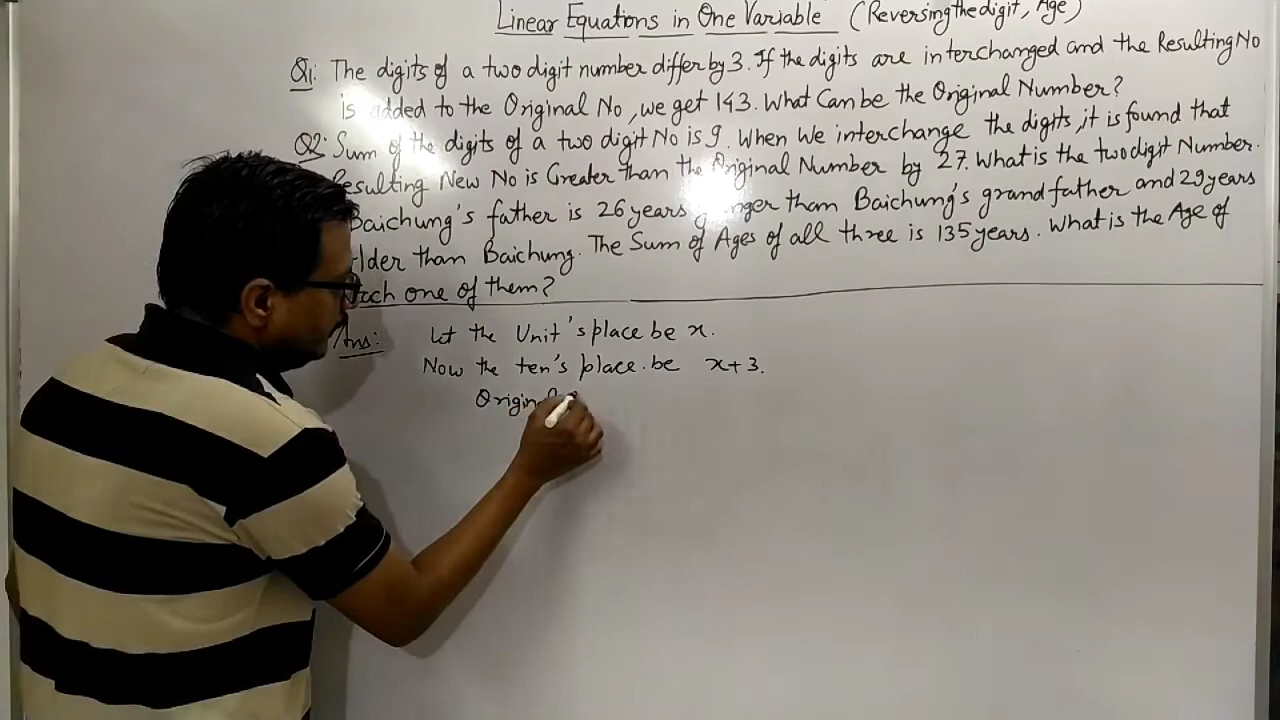 Linear Equations in One Variable (Reversing the digit, Age)
Q1: The digits of a two digit number differ by 3. If the digits are interchanged and the Resulting No
is added to the Original No, we get 143. What Can be the Original Number?
Q2: Sum of the digits of a two digit No is 9. When We interchange the digits, it is found that
Resulting New No is Greater than the Original Number by 27. What is the two digit Number.
Baichung's father is 26 years than Baichung's grand father and 29 years
elder than Baichung. The Sum of Ages of all three is 135 years. What is the Age of
each one of them?
Ans: Let the Unit's place be x.
Now the ten's place be x+3.